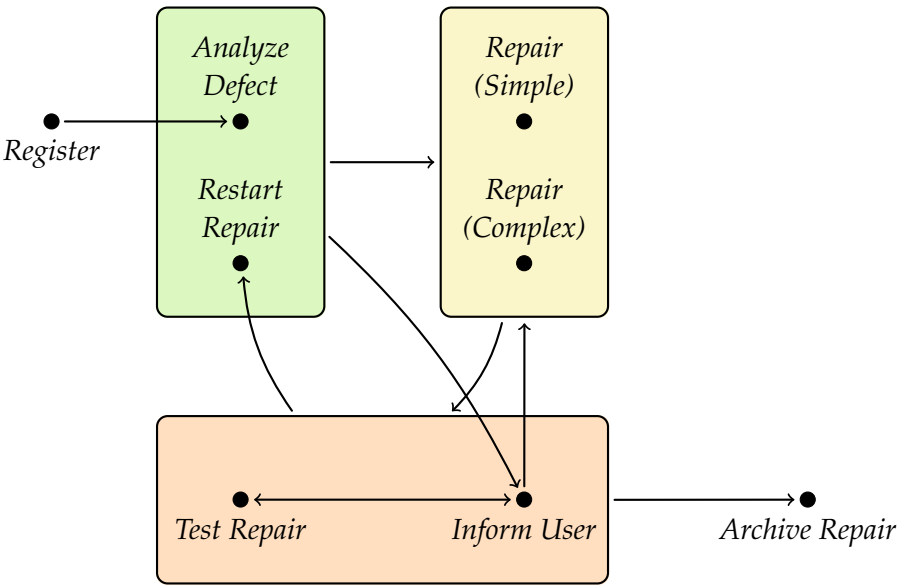 Analyze
Defect
Repair
(Simple)
Register
Restart
Repair
Repair
(Complex)
Test Repair
Inform User
Archive Repair